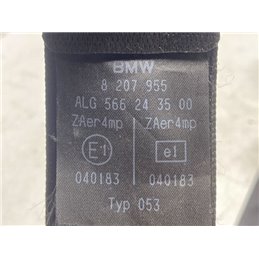 BMW
8 207 955
ALG 566 24 35 00
ZAer4mp ZAer4mp
E1 e1
040183 040183
Typ 053